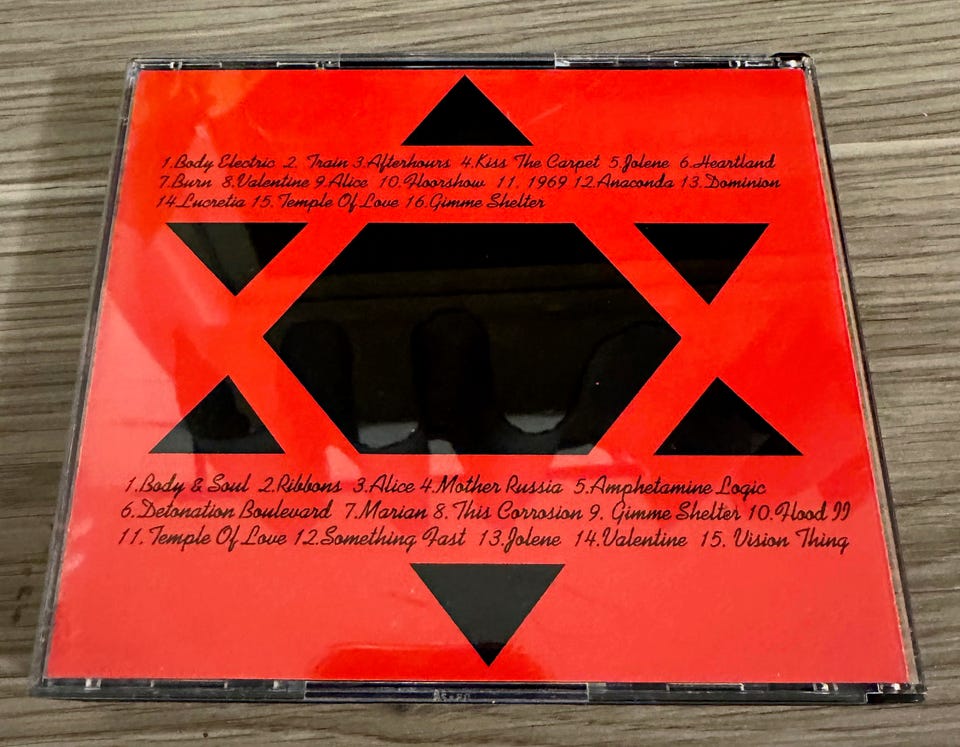 1.Body Electric 2. Train 3.Afterhours 4.Kiss The Carpet 5.Jolene 6.Heartland
7.Burn 8.Valentine 9.Alice 10.Floorshow 11. 1969 12.Anaconda 13.Dominion
14.Lucretia 15.Temple Of Love 16.Gimme Shelter
1.Body & Soul 2.Ribbons 3.Alice 4.Mother Russia 5.Amphetamine Logic
6.Detonation Boulevard 7.Marian 8.This Corrosion 9. Gimme Shelter 10.Flood II
11. Temple Of Love 12.Something Fast 13.Jolene 14.Valentine 15. Vision Thing